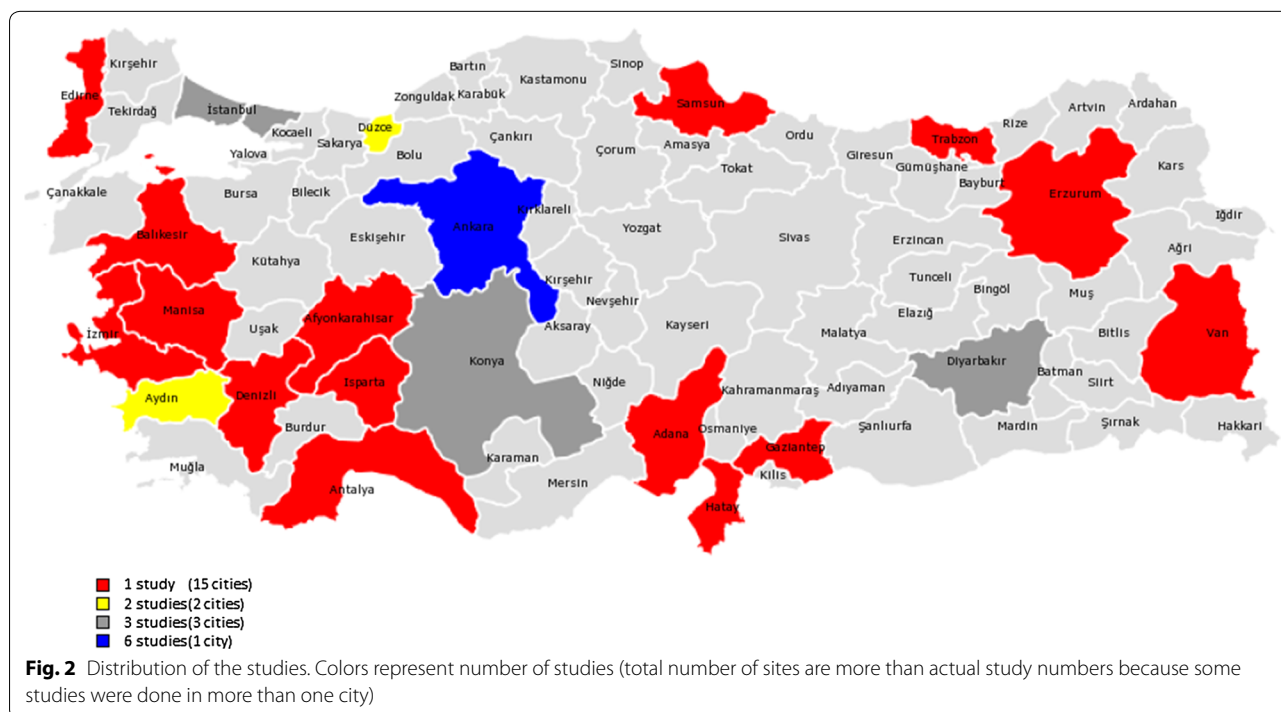 Kırşehir
Edirne
Tekirdağ
İstanbul
Kocaeli
Yalova
Sakarya
Düzce
Bolu
Zonguldak
Bartın
Karabük
Kastamonu
Sinop
Çankırı
Samsun
Çorum
Amasya
Ordu
Tokat
Giresun
Trabzon
Gümüşhane
Rize
Bayburt
Artvin
Ardahan
Kars
Erzurum
Iğdir
Ağri
Çanakkale
Bursa
Bilecik
Balıkesir
Kütahya
Eskişehir
Ankara
Kırklareli
Yozgat
Sivas
Erzincan
Tunceli
Bingöl
Muş
Elazığ
Bitlis
Van
Manisa
İzmir
Uşak
Afyonkarahisar
Kırşehir
Nevşehir
Aksaray
Kayseri
Malatya
Diyarbakır
Batman
Siirt
Aydın
Denizli
Isparta
Konya
Niğde
Kahramanmaraş
Adıyaman
Burdur
Muğla
Antalya
Karaman
Mersin
Adana
Osmaniye
Gaziantep
Kilis
Hatay
Şanlıurfa
Mardin
Şırnak
Hakkari
1 study (15 cities)
2 studies(2 cities)
3 studies(3 cities)
6 studies(1 city)
Fig. 2 Distribution of the studies. Colors represent number of studies (total number of sites are more than actual study numbers because some
studies were done in more than one city)